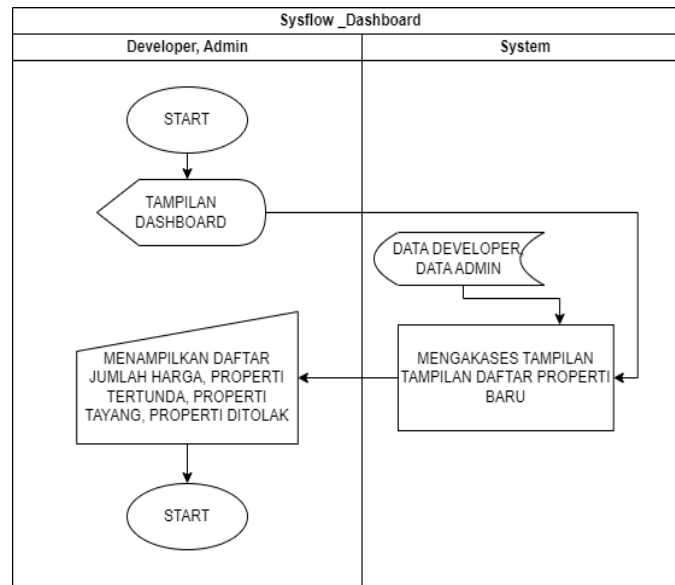 Sysflow _Dashboard
Developer, Admin
System
START
TAMPILAN
DASHBOARD
DATA DEVELOPER,
DATA ADMIN
MENGAKASES TAMPILAN
TAMPILAN DAFTAR PROPERTI
BARU
MENAMPILKAN DAFTAR
JUMLAH HARGA, PROPERTI
TERTUNDA, PROPERTI
TAYANG, PROPERTI DITOLAK
START